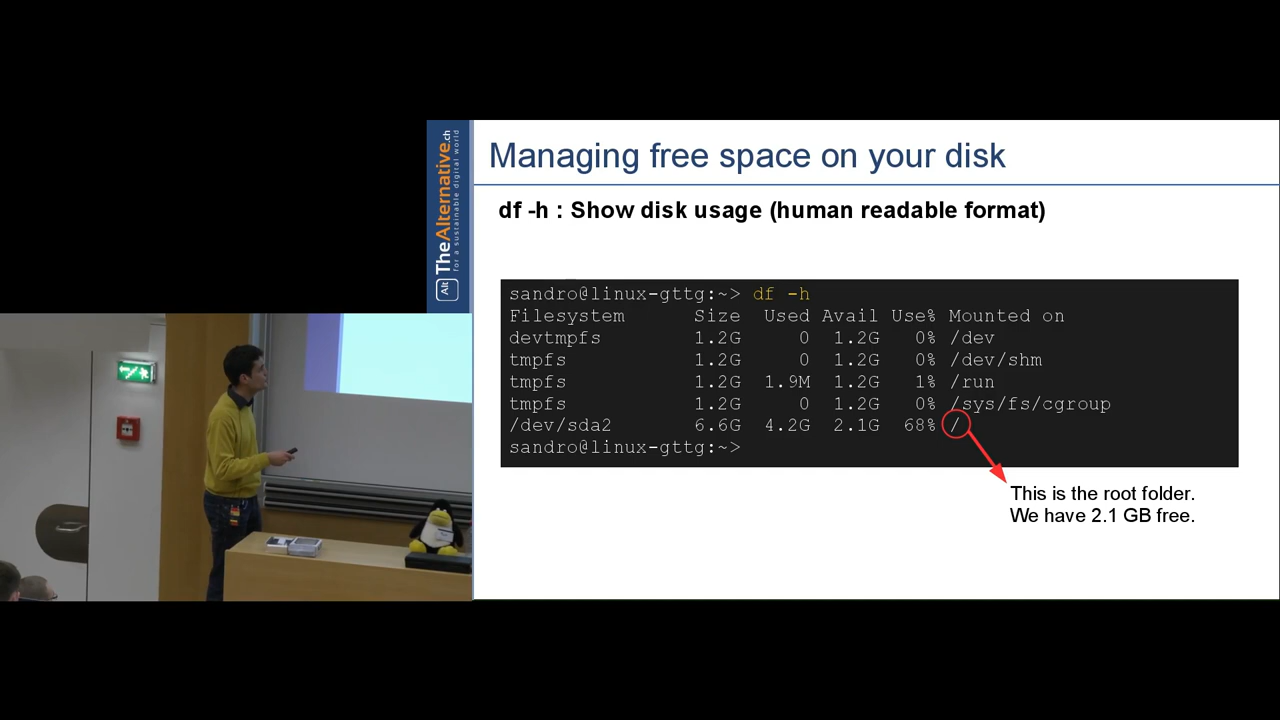 Alt TheAlternative.ch
for a sustainable digital world
Managing free space on your disk
df -h : Show disk usage (human readable format)
sandro@linux-gttg:~> df -h
Filesystem Size Used Avail Use% Mounted on
devtmpfs 1.2G 0 1.2G 0% /dev
tmpfs 1.2G 0 1.2G 0% /dev/shm
tmpfs 1.2G 1.9M 1.2G 1% /run
tmpfs 1.2G 0 1.2G 0% /sys/fs/cgroup
/dev/sda2 6.6G 4.2G 2.1G 68% /
sandro@linux-gttg:~>
This is the root folder.
We have 2.1 GB free.